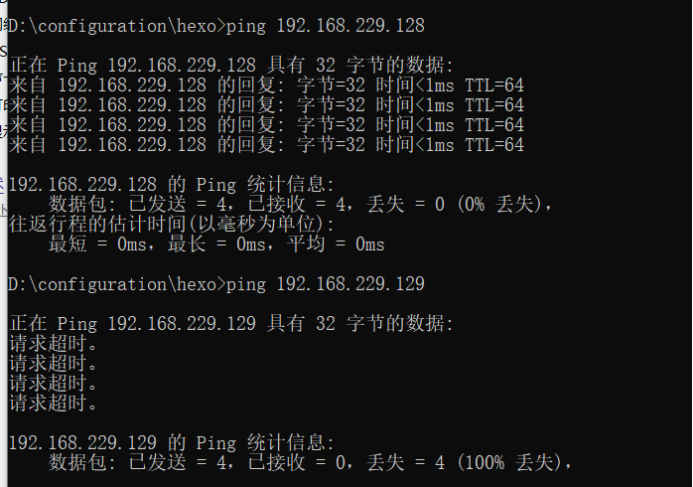 D:\configuration\hexo>ping 192.168.229.128
正在 Ping 192.168.229.128 具有 32 字节的数据:
来自 192.168.229.128 的回复: 字节=32 时间<1ms TTL=64
来自 192.168.229.128 的回复: 字节=32 时间<1ms TTL=64
来自 192.168.229.128 的回复: 字节=32 时间<1ms TTL=64
来自 192.168.229.128 的回复: 字节=32 时间<1ms TTL=64
192.168.229.128 的 Ping 统计信息:
数据包: 已发送 = 4，已接收 = 4，丢失 = 0 (0% 丢失)，
往返行程的估计时间(以毫秒为单位):
最短 = 0ms，最长 = 0ms，平均 = 0ms
D:\configuration\hexo>ping 192.168.229.129
正在 Ping 192.168.229.129 具有 32 字节的数据:
请求超时。
请求超时。
请求超时。
请求超时。
192.168.229.129 的 Ping 统计信息:
数据包: 已发送 = 4，已接收 = 0，丢失 = 4 (100% 丢失)，